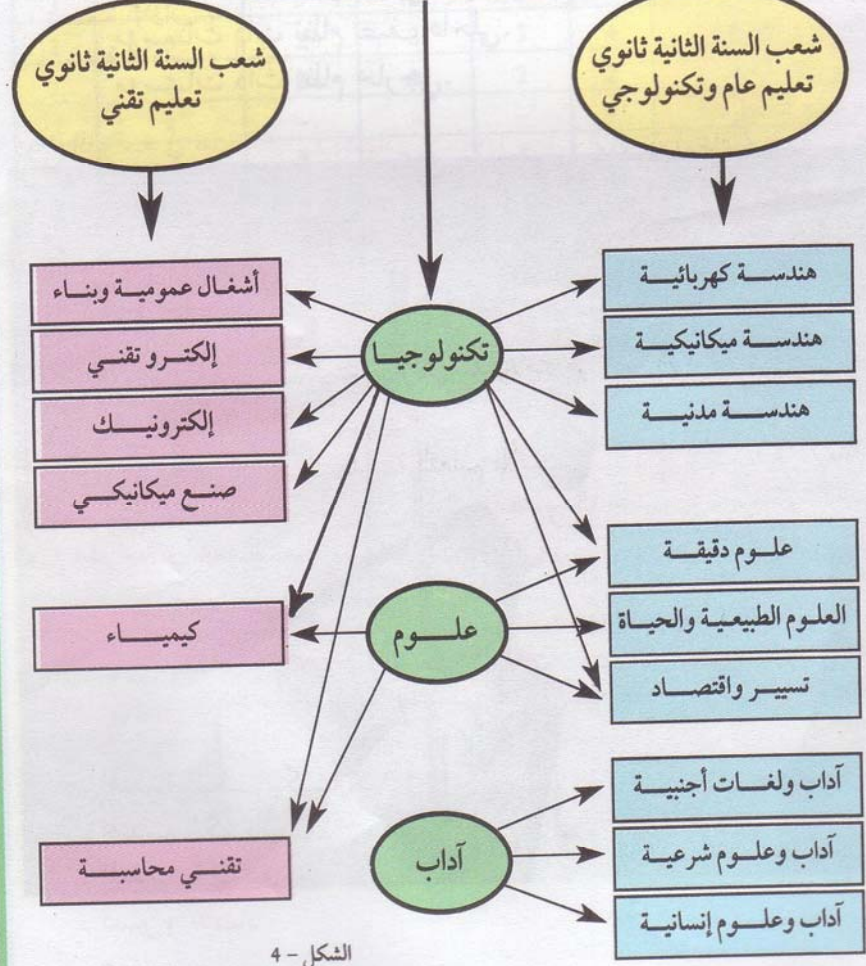 شعب السنة الثانية ثانوي
تعليم عام وتكنولوجي
شعب السنة الثانية ثانوي
تعليم تقني
هندسة كهربائية
هندسة ميكانيكية
هندسة مدنية
تكنولوجيا
أشغال عمومية وبناء
إلكترو تقني
إلكترونيك
صنع ميكانيكي
علوم دقيقة
العلوم الطبيعية والحياة
تسيير واقتصاد
علوم
كيمياء
آداب ولغات أجنبية
آداب وعلوم شرعية
آداب وعلوم إنسانية
آداب
تقني محاسبة
الشكل – 4